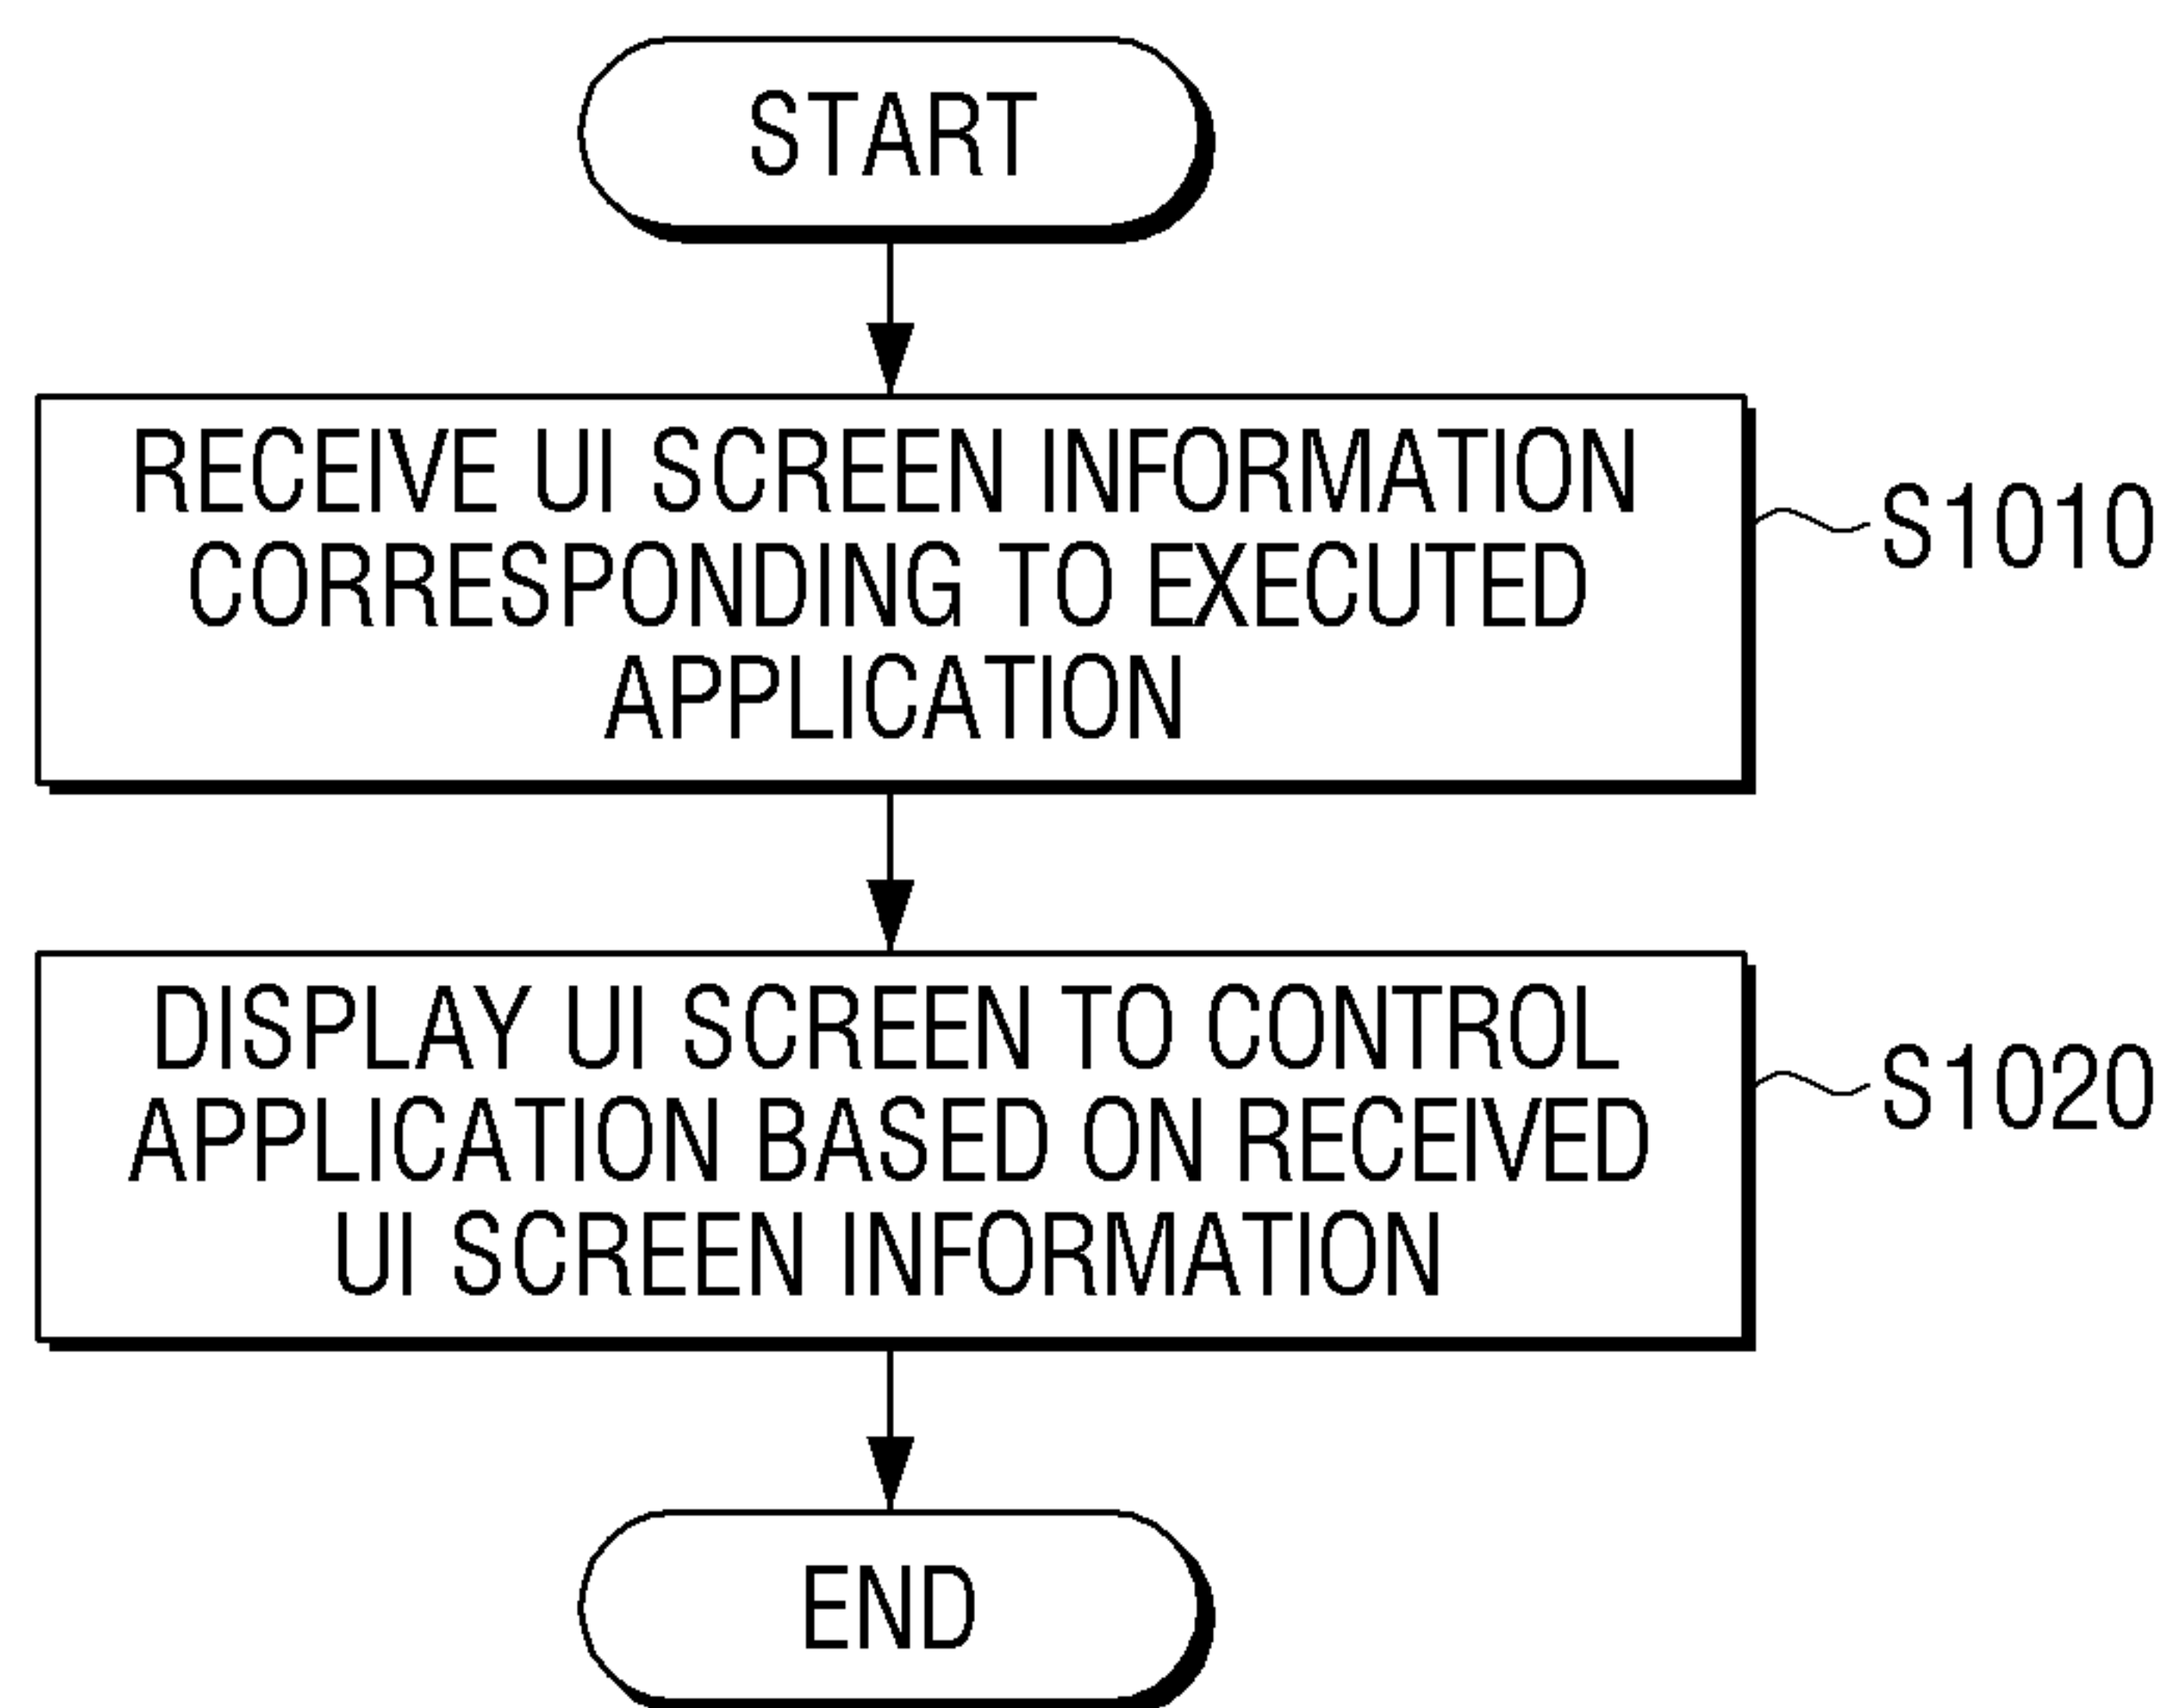 START
RECEIVE UI SCREEN INFORMATION
CORRESPONDING TO EXECUTED
APPLICATION
S1010
DISPLAY UI SCREEN TO CONTROL
APPLICATION BASED ON RECEIVED
UI SCREEN INFORMATION
S1020
END